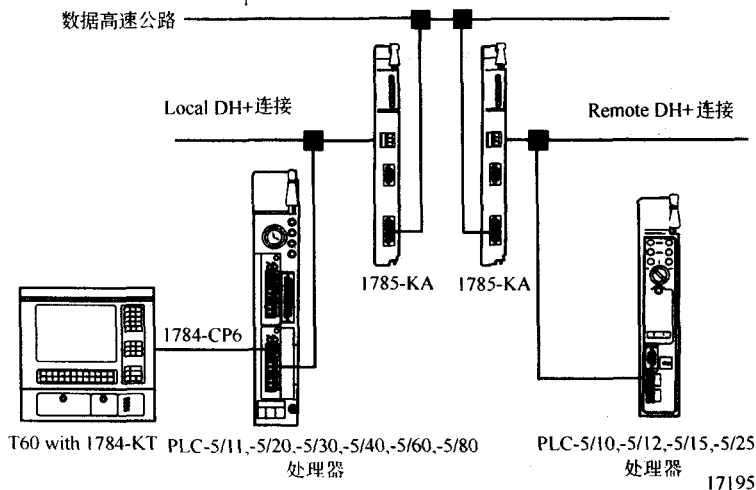 数据高速公路
Local DH+连接
Remote DH+连接
1785-KA
1785-KA
1784-CP6
T60 with 1784-KT
PLC-5/11,-5/20,-5/30,-5/40,-5/60,-5/80
处理器
PLC-5/10,-5/12,-5/15,-5/25
处理器
17195